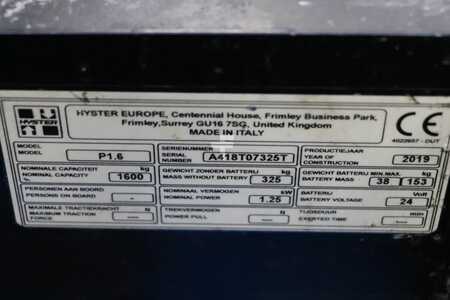 HYSTER
HYSTER EUROPE, Centennial House, Frimley Business Park,
Frimley,Surrey GU16 7SG, United Kingdom
MADE IN ITALY
CE
4022957 - DUT
MODEL
MODEL
P1.6
SERIENUMMER
SERIAL NUMBER
A418T07325T
PRODUCTIEJAAR
YEAR OF CONSTRUCTION
2019
NOMINALE CAPACITEIT kg
NOMINAL CAPACITY
1600
GEWICHT ZONDER BATTERIJ kg
MASS WITHOUT BATTERY
325
GEWICHT BATTERIJ MIN./MAX. kg
BATTERY MASS
38 153
PERSONEN AAN BOORD
PERSONS ON BOARD
-
NOMINAAL VERMOGEN kW
NOMINAL POWER
1.25
BATTERIJ Volt
BATTERY VOLTAGE
24
MAXIMALE TRACTIEKRACHT N
MAXIMUM TRACTION FORCE
---
TREKVERMOGEN N
POWER PULL
---
TIJDSDUUR min
EXERTED TIME
---